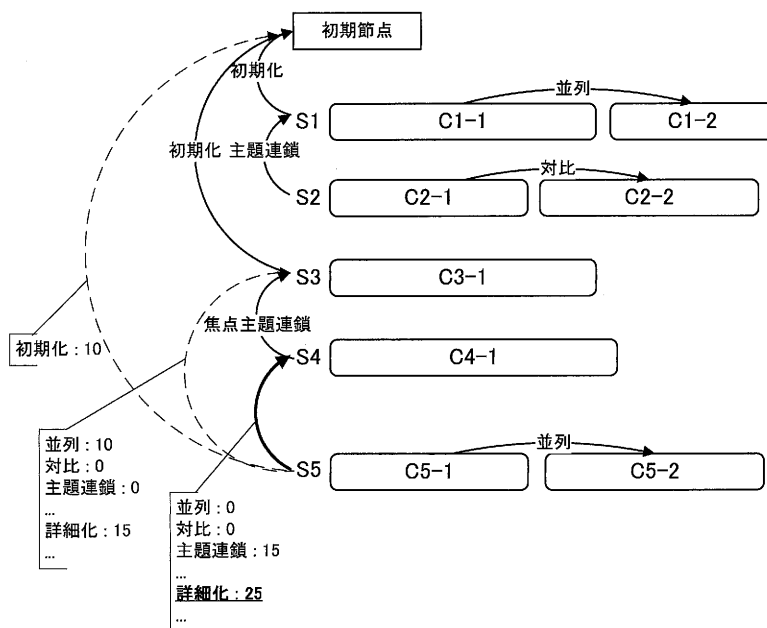 初期節点
初期化
並列
S1
C1-1
C1-2
初期化
主題連鎖
対比
S2
C2-1
C2-2
S3
C3-1
焦点主題連鎖
初期化 : 10
S4
C4-1
並列
S5
C5-1
C5-2
並列 : 10
対比 : 0
主題連鎖 : 0
...
詳細化 : 15
...
並列 : 0
対比 : 0
主題連鎖 : 15
...
詳細化 : 25
...